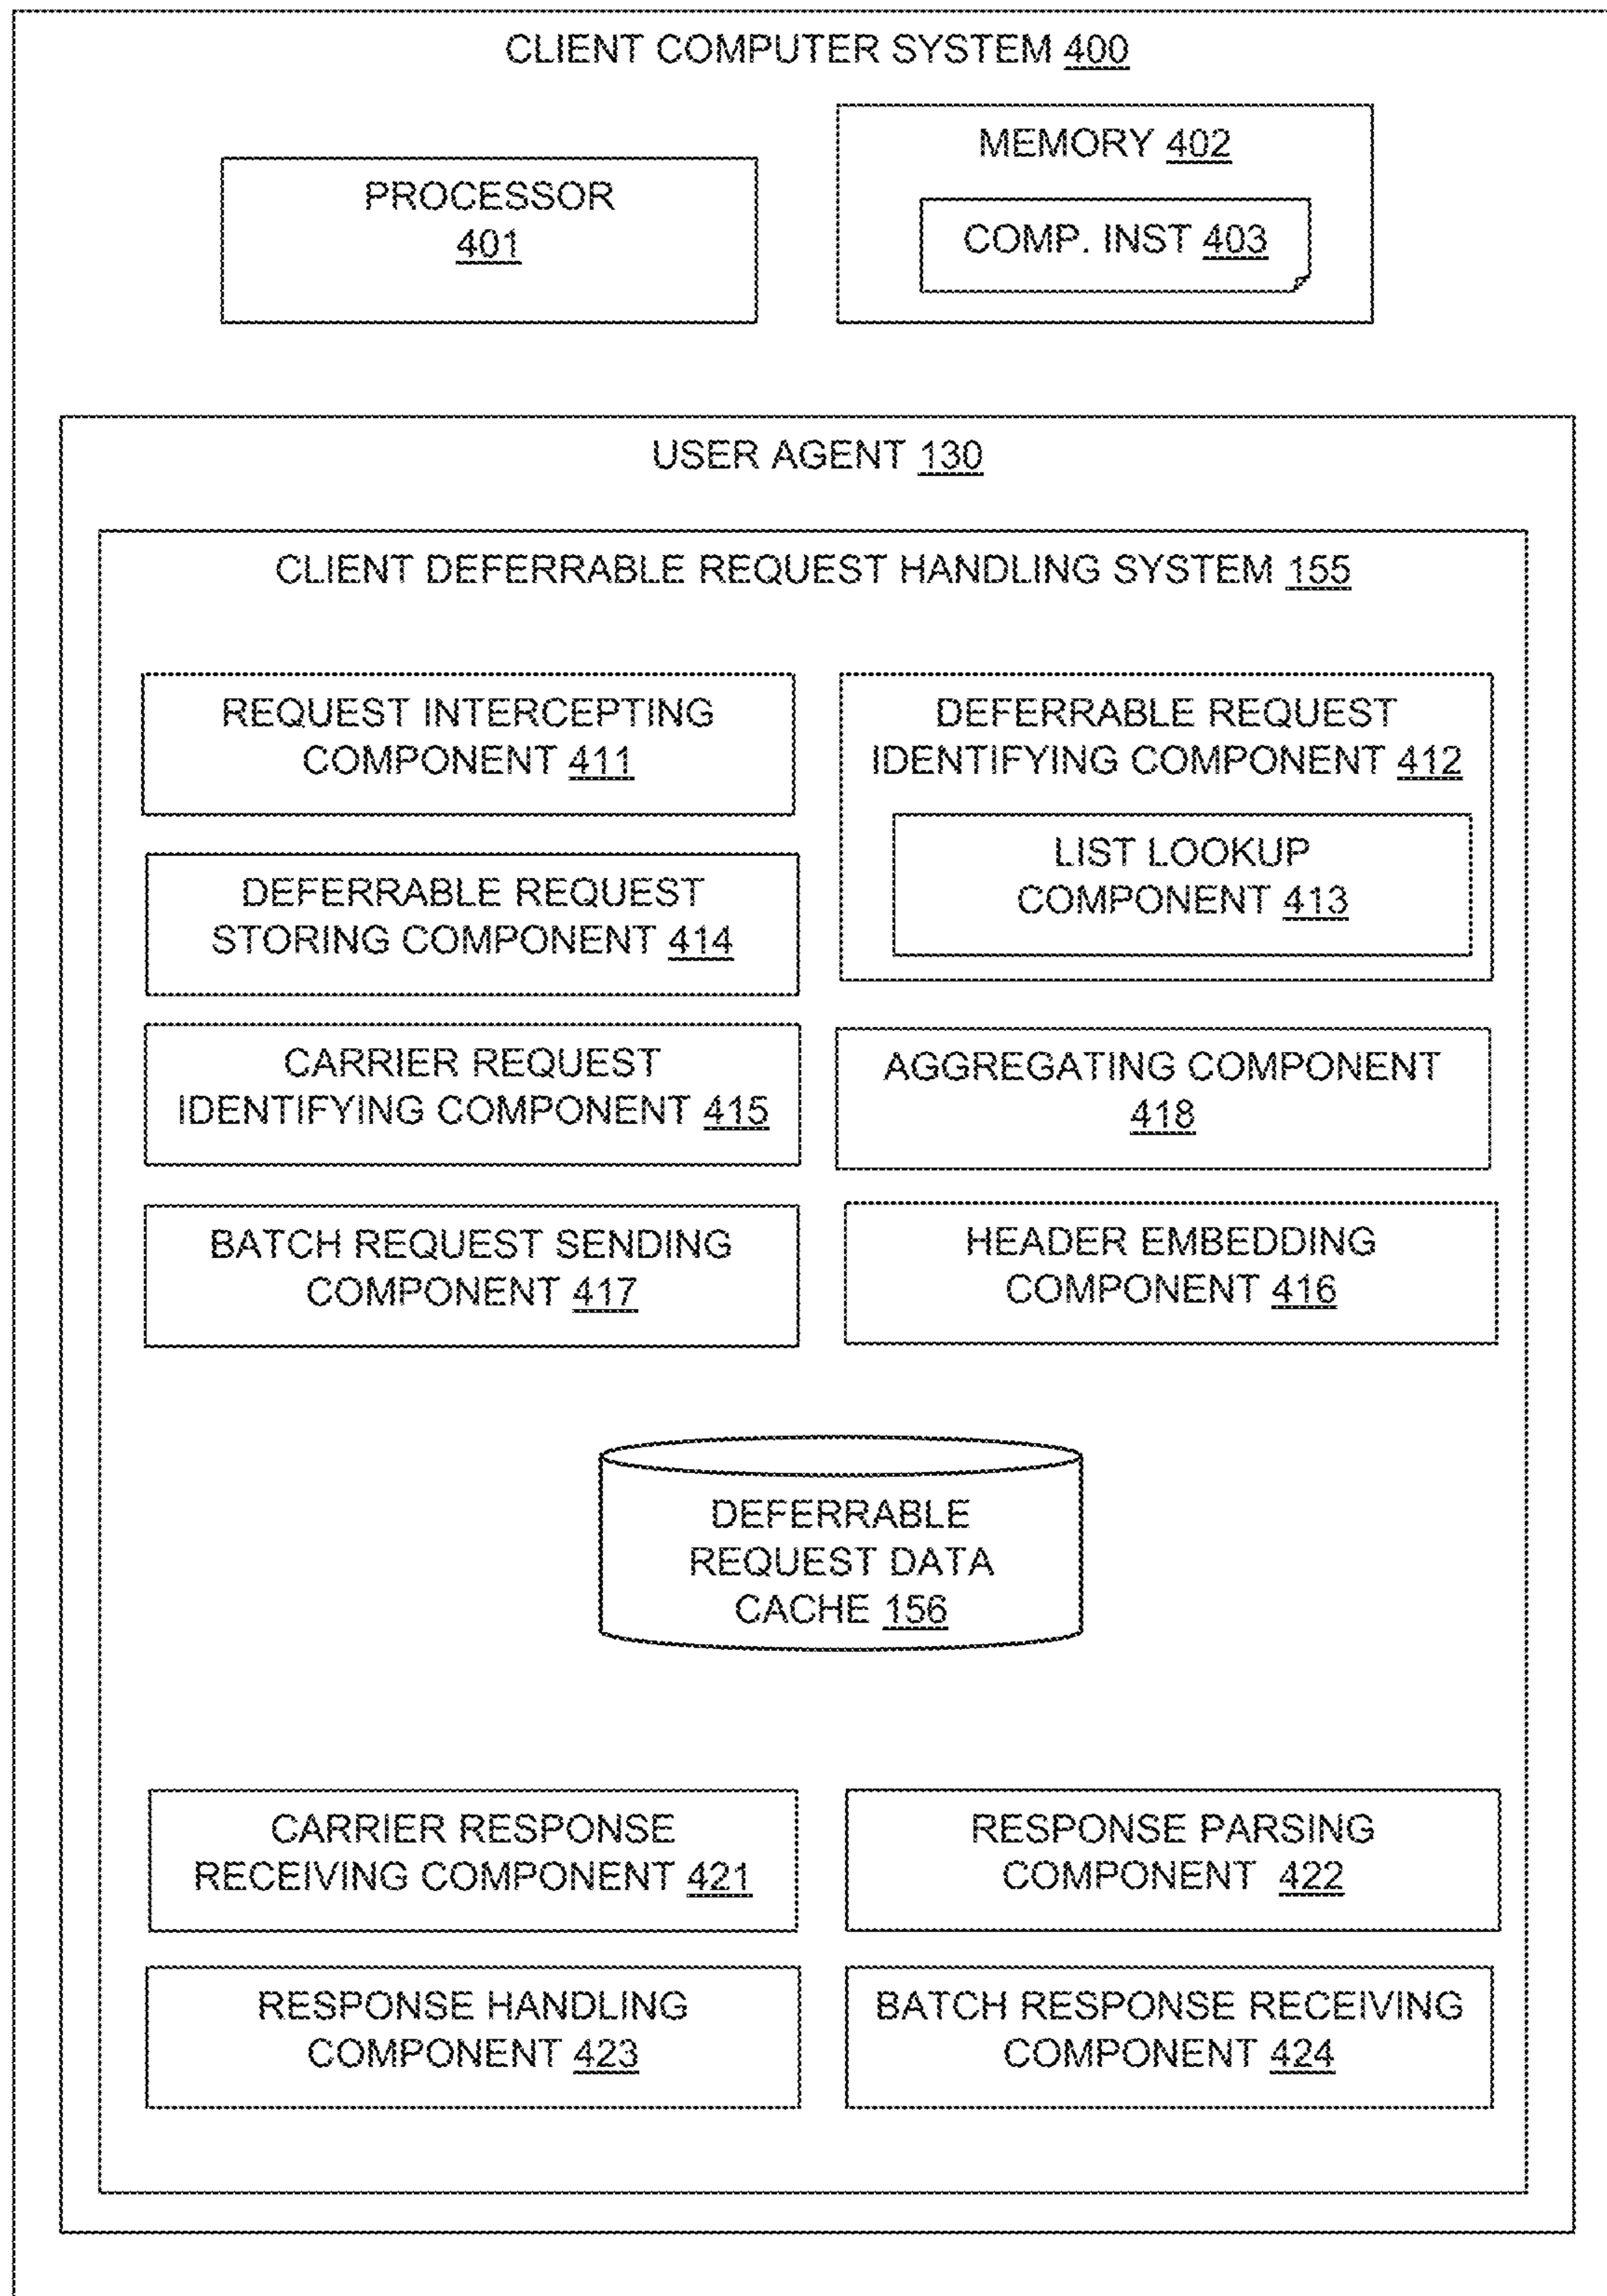 CLIENT COMPUTER SYSTEM 400
PROCESSOR
401
MEMORY 402
COMP. INST 403
USER AGENT 130
CLIENT DEFERRABLE REQUEST HANDLING SYSTEM 155
REQUEST INTERCEPTING
COMPONENT 411
DEFERRABLE REQUEST
IDENTIFYING COMPONENT 412
LIST LOOKUP
COMPONENT 413
DEFERRABLE REQUEST
STORING COMPONENT 414
CARRIER REQUEST
IDENTIFYING COMPONENT 415
AGGREGATING COMPONENT
418
BATCH REQUEST SENDING
COMPONENT 417
HEADER EMBEDDING
COMPONENT 416
DEFERRABLE
REQUEST DATA
CACHE 156
CARRIER RESPONSE
RECEIVING COMPONENT 421
RESPONSE PARSING
COMPONENT 422
RESPONSE HANDLING
COMPONENT 423
BATCH RESPONSE RECEIVING
COMPONENT 424